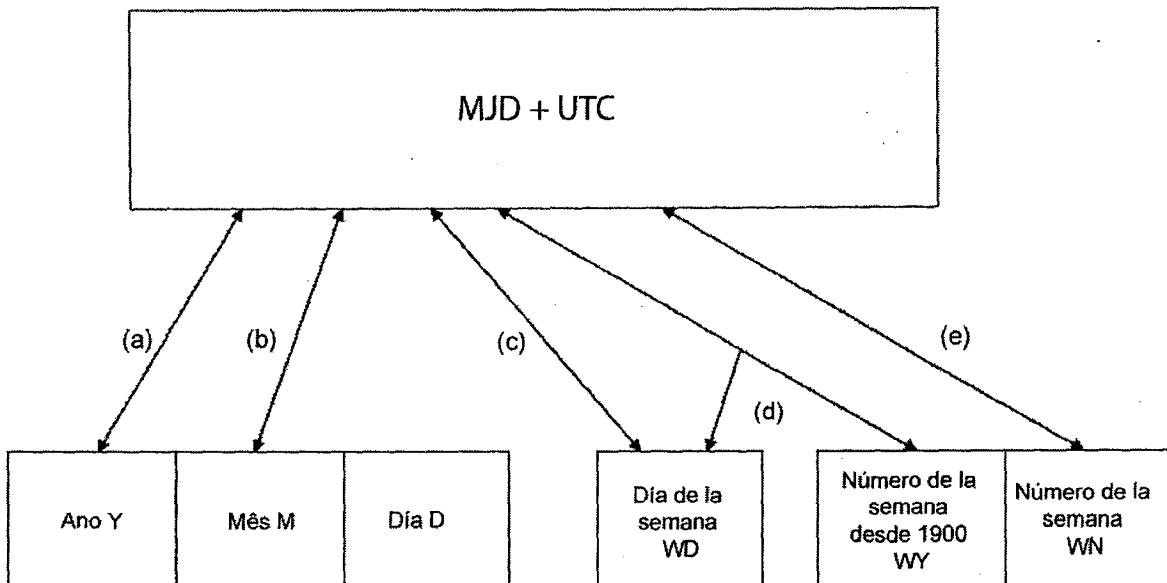 MJD + UTC
(a)
(b)
(c)
(d)
(e)
Ano Y
Mês M
Día D
Día de la
semana
WD
Número de la
semana
desde 1900
WY
Número de la
semana
WN